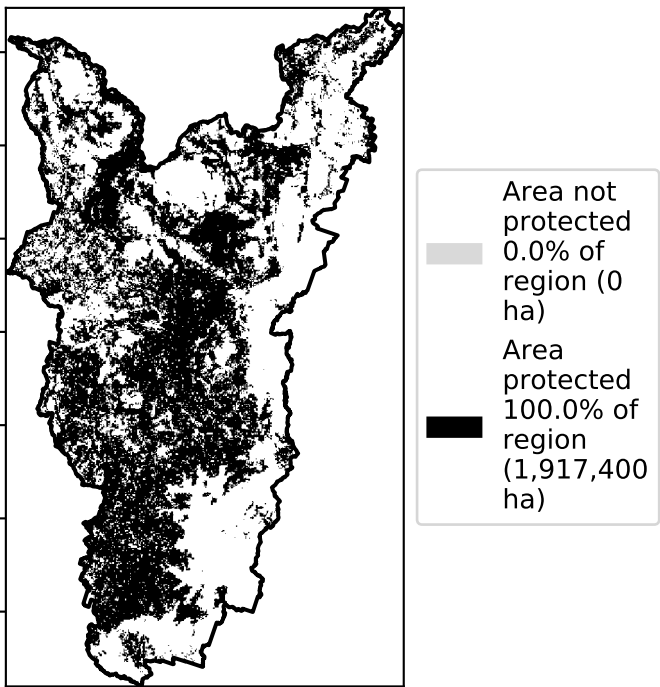 Area not
protected
0.0% of
region (0
ha)
Area
protected
100.0% of
region
(1,917,400
ha)